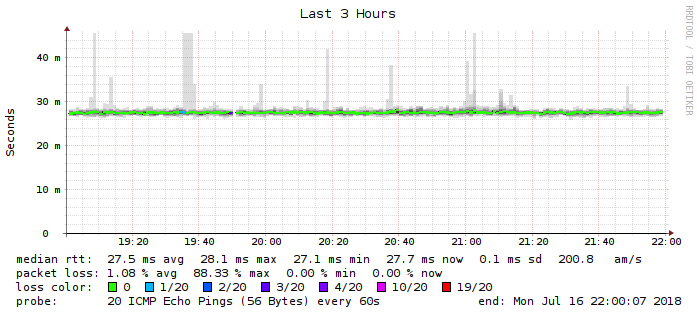 Last 3 Hours
RRDTOOL / TOBI OETIKER
Seconds
40 m
30 m
20 m
10 m
0
19:20 19:40 20:00 20:20 20:40 21:00 21:20 21:40 22:00
median rtt: 27.5 ms avg 28.1 ms max 27.1 ms min 27.7 ms now 0.1 ms sd 200.8 am/s
packet loss: 1.08 % avg 88.33 % max 0.00 % min 0.00 % now
loss color: 0 1/20 2/20 3/20 4/20 10/20 19/20
probe: 20 ICMP Echo Pings (56 Bytes) every 60s end: Mon Jul 16 22:00:07 2018